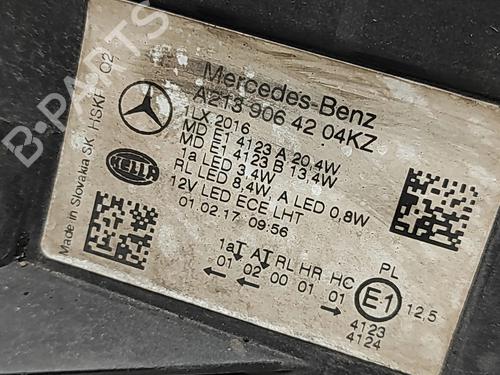 B-PARTS
Mercedes-Benz
A213 906 42 04KZ
1LX 2016
MD E1 4123 A 20.4W
MD E1 4123 B 13.4W
1a LED 3,4W
RL LED 8,4W, A LED 0,8W
12V LED ECE LHT
01.02.17 09:56
HELLA
Made in Slovakia SK
1a AT RL HR HC PL
01 02 00 01 01
E1
12,5
4123
4124